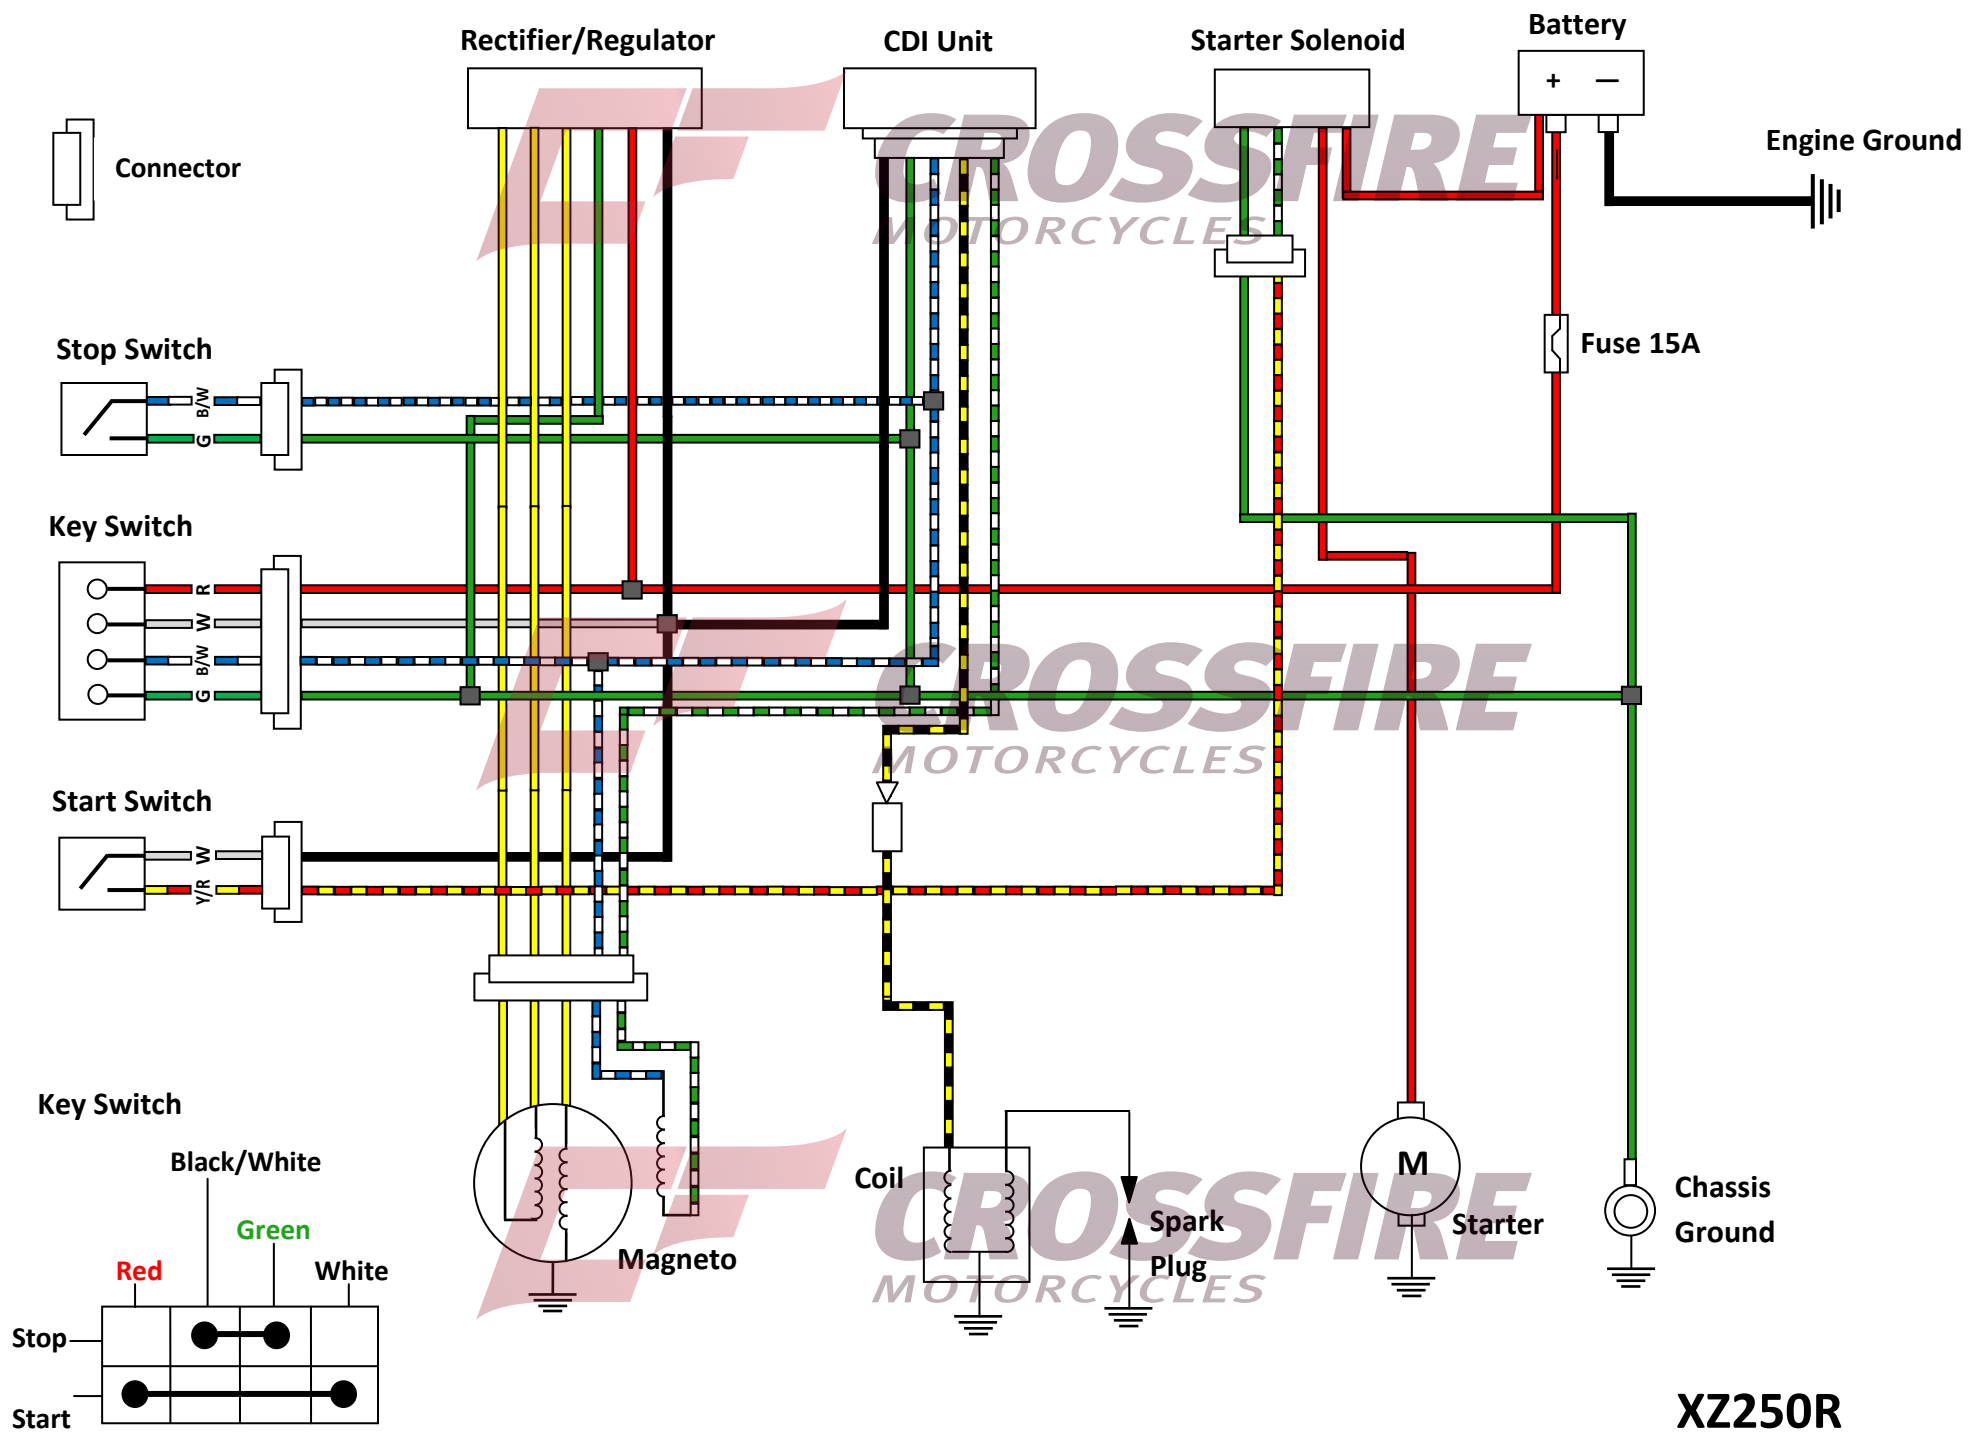 Rectifier/Regulator
CDI Unit
Starter Solenoid
Battery
+ —
Engine Ground
Connector
CROSSFIRE
MOTORCYCLES
Stop Switch
B/W
G
Fuse 15A
Key Switch
R
W
B/W
G
CROSSFIRE
MOTORCYCLES
Start Switch
W
Y/R
Key Switch
Black/White
Green
Red
White
Stop
Start
Magneto
Coil
CROSSFIRE
MOTORCYCLES
Spark
Plug
M
Starter
Chassis
Ground
XZ250R